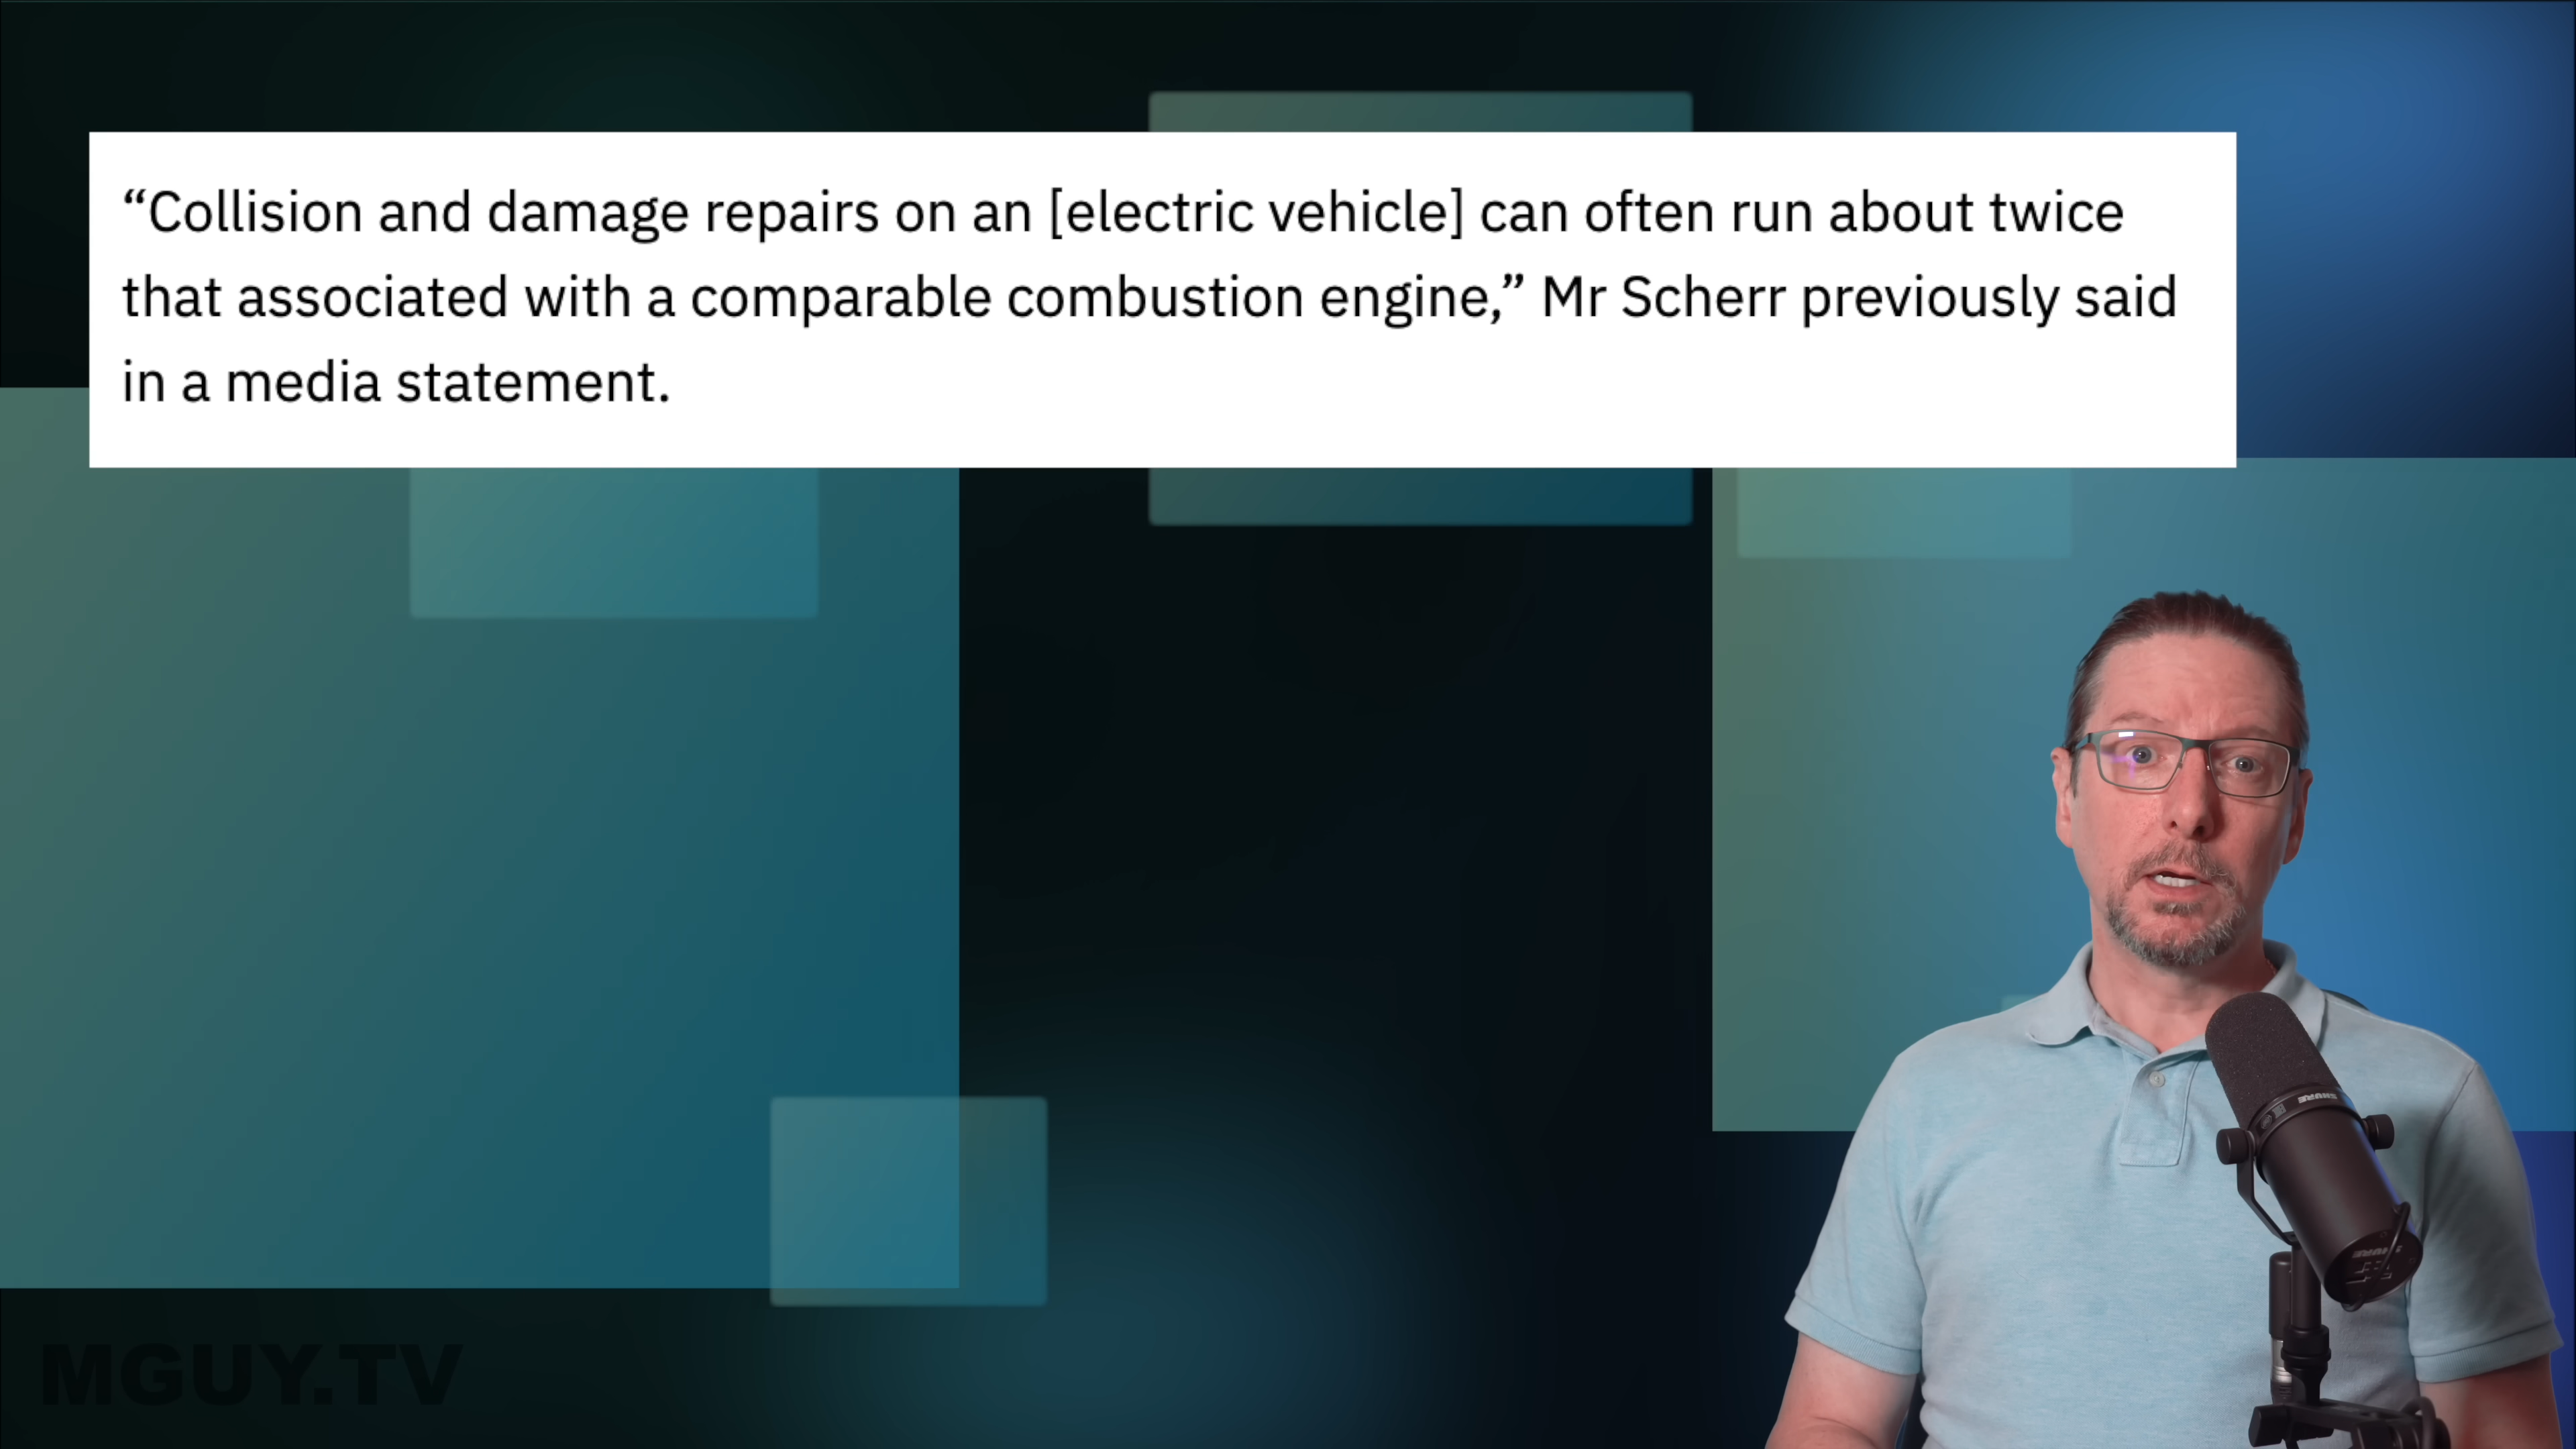 “Collision and damage repairs on an [electric vehicle] can often run about twice
that associated with a comparable combustion engine,” Mr Scherr previously said
in a media statement.
SHURE
MGUY.TV